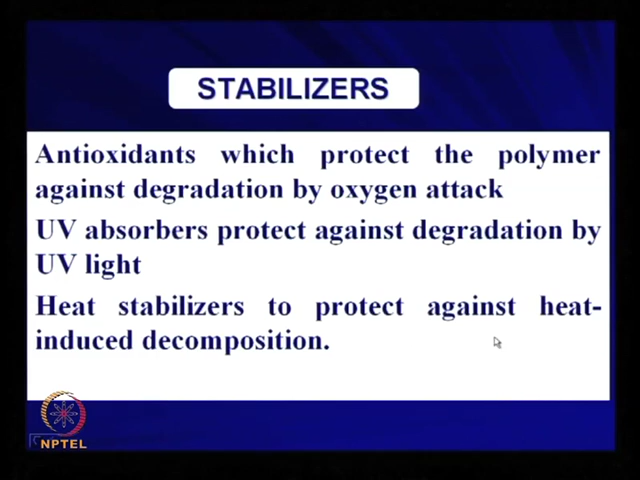 STABILIZERS
Antioxidants which protect the polymer
against degradation by oxygen attack
UV absorbers protect against degradation by
UV light
Heat stabilizers to protect against heat-
induced decomposition.
NPTEL